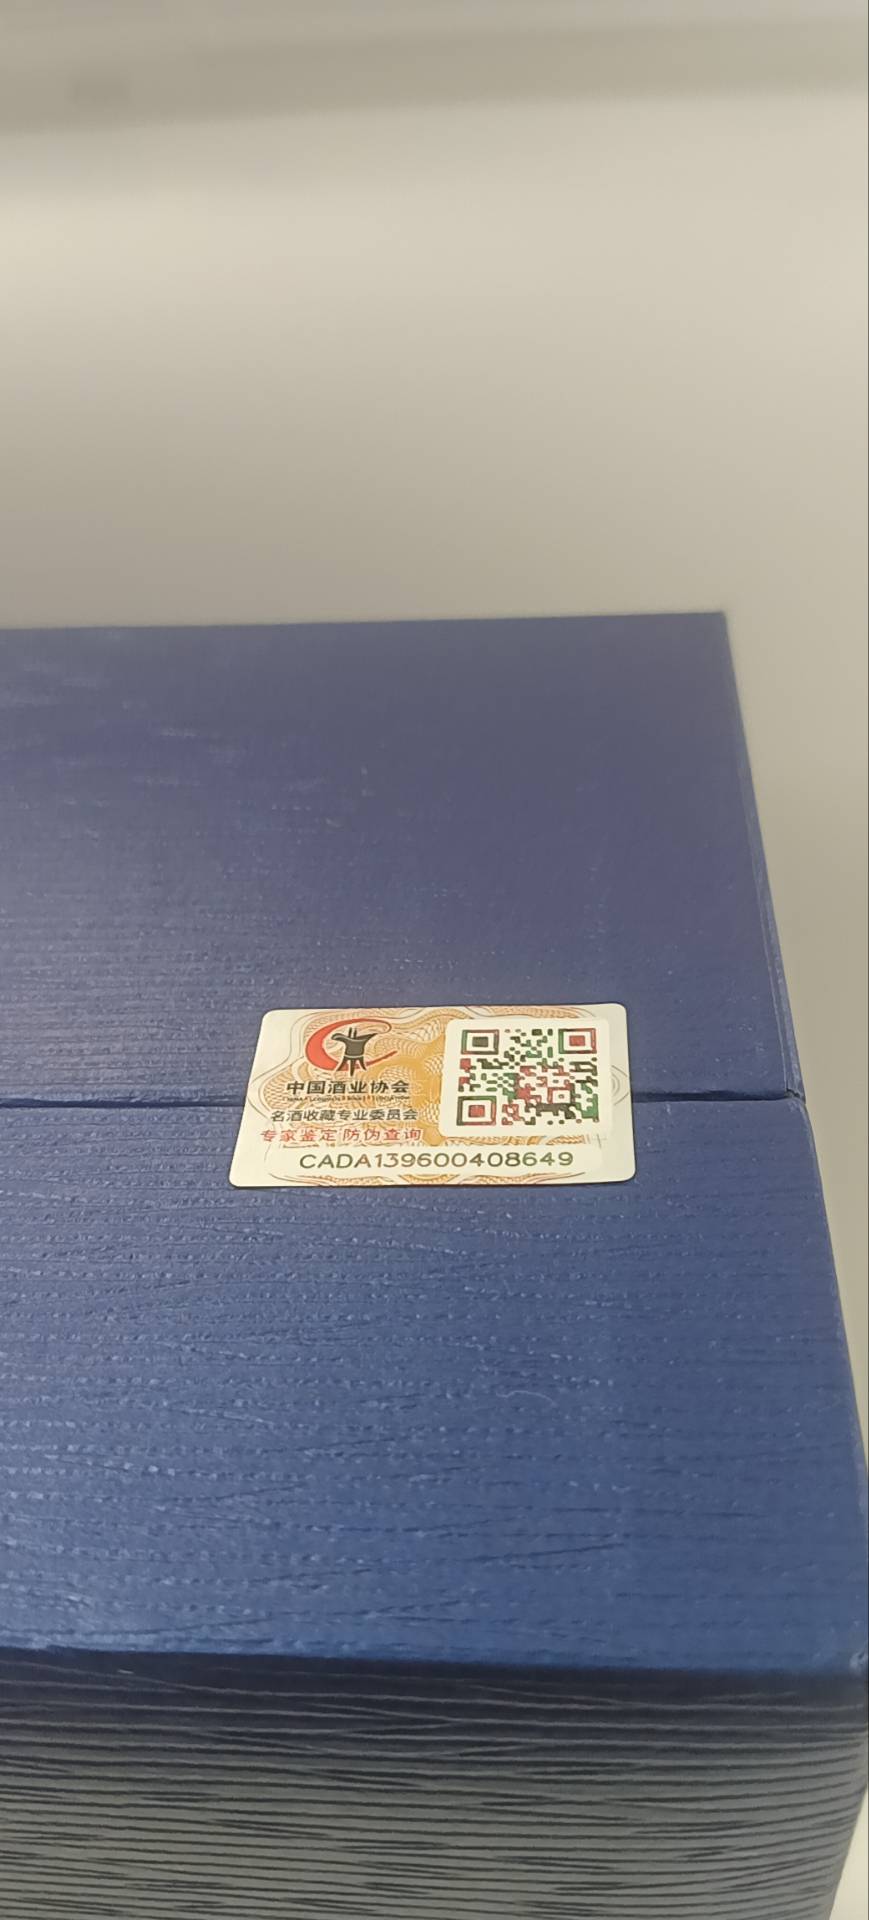 中国酒业协会
名酒收藏专业委员会
专家鉴定 防伪查询
CADA139600408649